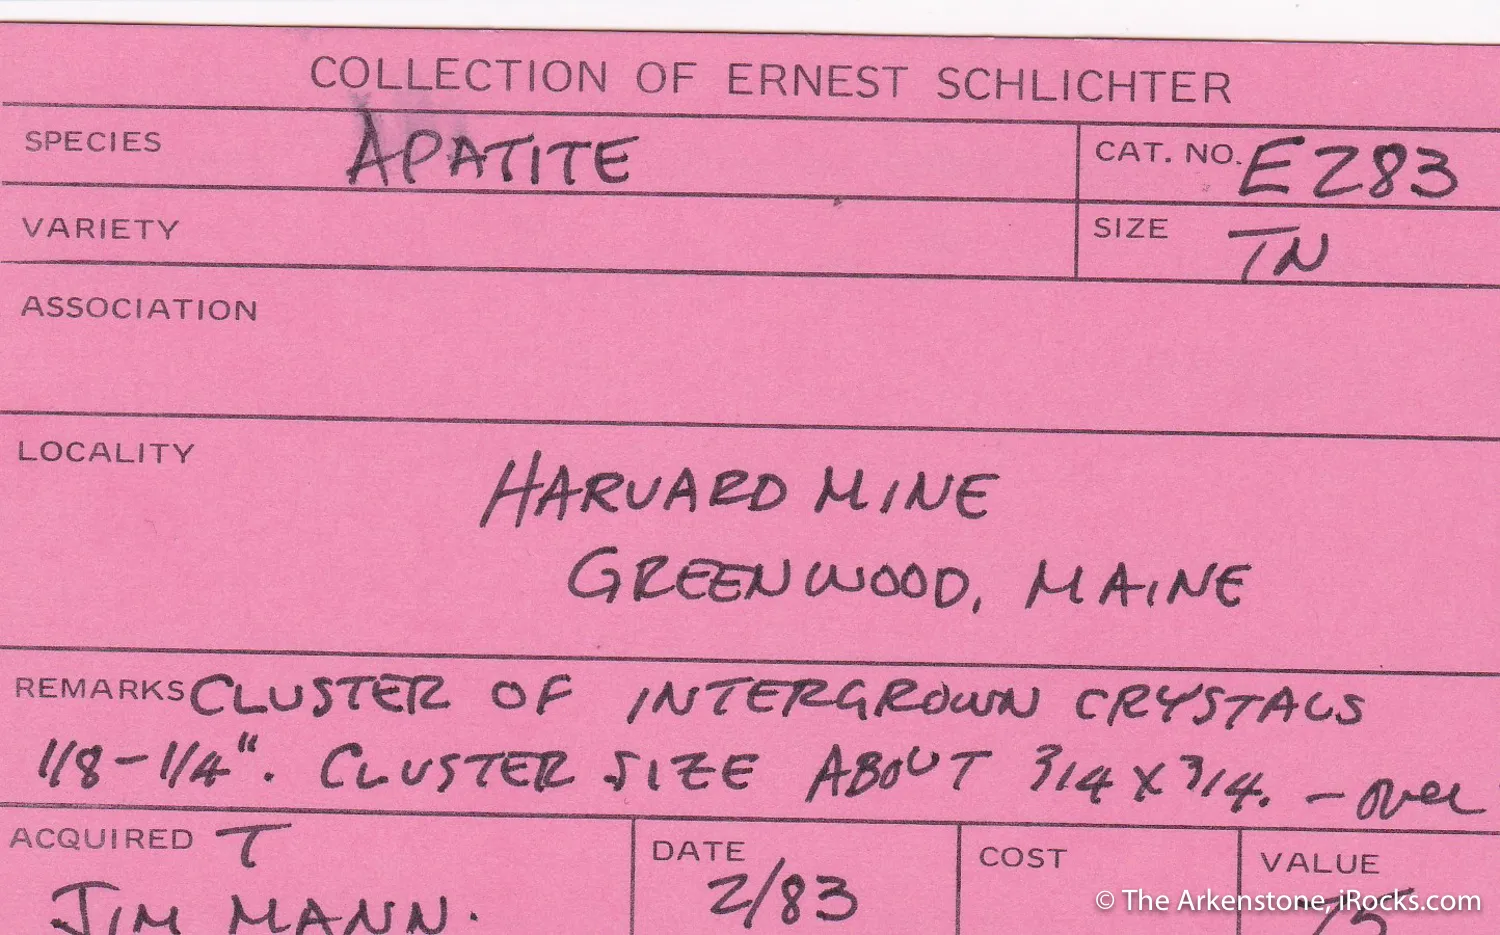 COLLECTION OF ERNEST SCHLICHTER
SPECIES APATITE
CAT. NO. E283
VARIETY
SIZE TN
ASSOCIATION
LOCALITY HARVARD MINE
GREENWOOD, MAINE
REMARKS CLUSTER OF INTERGROWN CRYSTALS
1/8-1/4". CLUSTER SIZE ABOUT 3/4 X 3/4. - over
ACQUIRED T
JIM MANN.
DATE 2/83
COST
VALUE
© The Arkenstone, iRocks.com